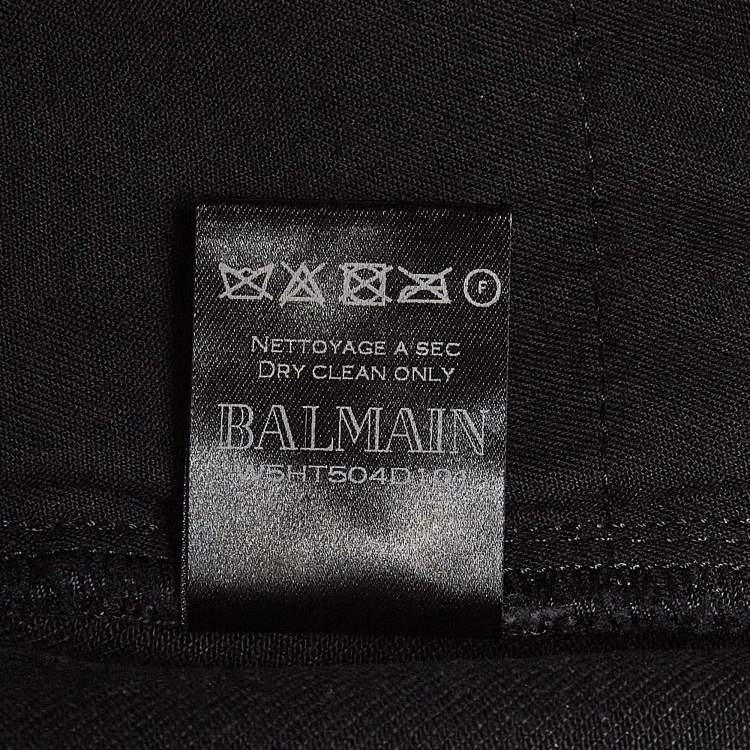 F
NETTOYAGE A SEC
DRY CLEAN ONLY
BALMAIN